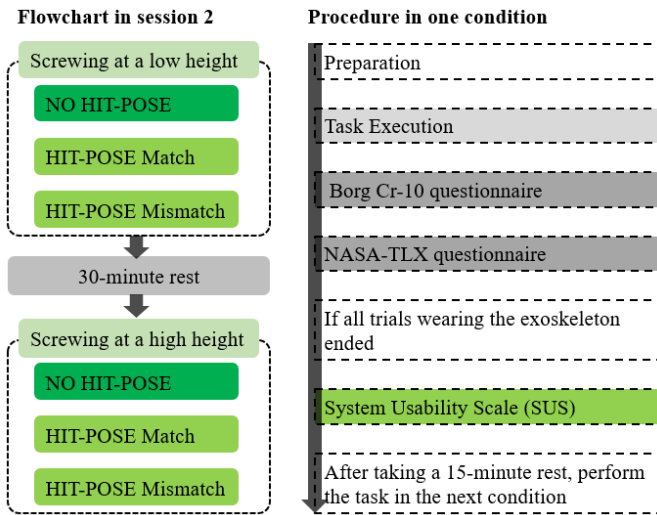 Flowchart in session 2
Screwing at a low height
NO HIT-POSE
HIT-POSE Match
HIT-POSE Mismatch
30-minute rest
Screwing at a high height
NO HIT-POSE
HIT-POSE Match
HIT-POSE Mismatch
Procedure in one condition
Preparation
Task Execution
Borg Cr-10 questionnaire
NASA-TLX questionnaire
If all trials wearing the exoskeleton
ended
System Usability Scale (SUS)
After taking a 15-minute rest, perform
the task in the next condition